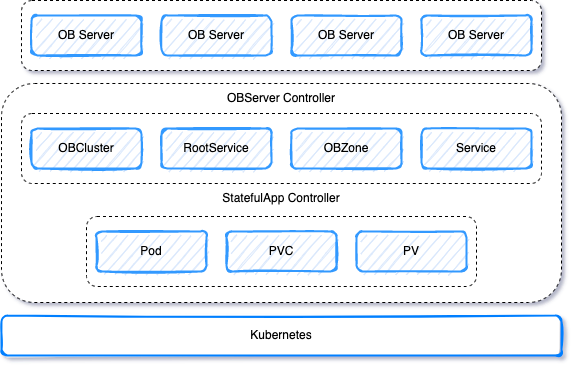 OB Server OB Server OB Server OB Server
OBServer Controller
OBCluster RootService OBZone Service
StatefulApp Controller
Pod PVC PV
Kubernetes